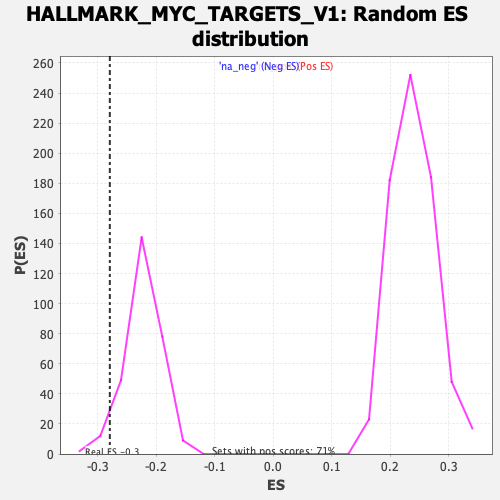 HALLMARK_MYC_TARGETS_V1: Random ES
distribution
'na_neg' (Neg ES)
(Pos ES)
260
240
220
200
180
160
140
120
100
80
60
40
20
0
P(ES)
Real ES -0.3
Sets with pos scores: 71%
-0.3 -0.2 -0.1 0.0 0.1 0.2 0.3
ES